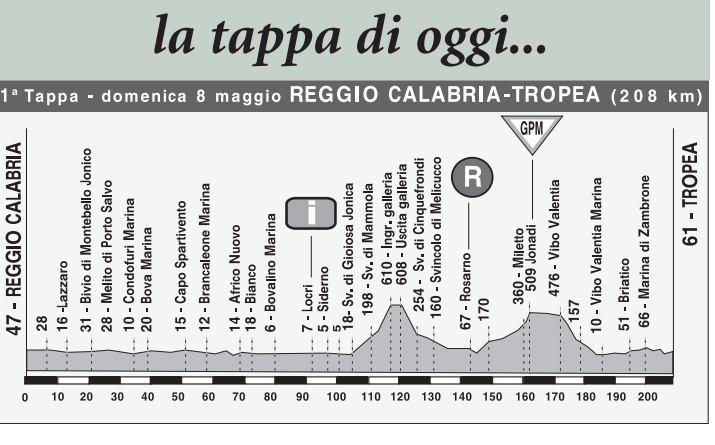 la tappa di oggi...
1ª Tappa - domenica 8 maggio REGGIO CALABRIA-TROPEA (208 km)
47 - REGGIO CALABRIA
28
16 -Lazzaro
31 - Bivio di Montebello Jonico
28 - Melito di Porto Salvo
10 - Condofuri Marina
20 - Bova Marina
15 - Capo Spartivento
12 - Brancaleone Marina
14 - Africo Nuovo
18 - Bianco
6 - Bovalino Marina
i
7 - Locri
5 - Siderno
18- Sv. di Gioiosa Jonica
198 - Sv. di Mammola
610 - Ingr. galleria
608 - Uscita galleria
254 - Sv. di Cinquefrondi
160 - Svincolo di Melicucco
R
67 - Rosarno
170
GPM
360 - Miletto
509 Jonadi
476 - Vibo Valentia
157
10 - Vibo Valentia Marina
51 - Briatico
66 - Marina di Zambrone
61 - TROPEA
0 10 20 30 40 50 60 70 80 90 100 110 120 130 140 150 160 170 180 190 200